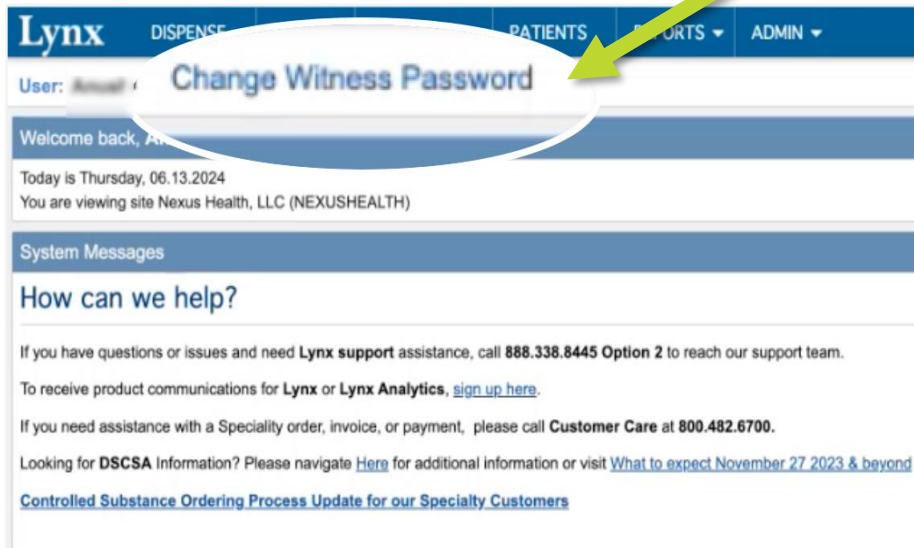 Lynx DISPENSE PATIENTS ADMIN
User:
Change Witness Password
Welcome back,
Today is Thursday, 06.13.2024
You are viewing site Nexus Health, LLC (NEXUSHEALTH)
System Messages
How can we help?
If you have questions or issues and need Lynx support assistance, call 888.338.8445 Option 2 to reach our support team.
To receive product communications for Lynx or Lynx Analytics, sign up here.
If you need assistance with a Speciality order, invoice, or payment, please call Customer Care at 800.482.6700.
Looking for DSCSA Information? Please navigate Here for additional information or visit What to expect November 27 2023 & beyond
Controlled Substance Ordering Process Update for our Specialty Customers